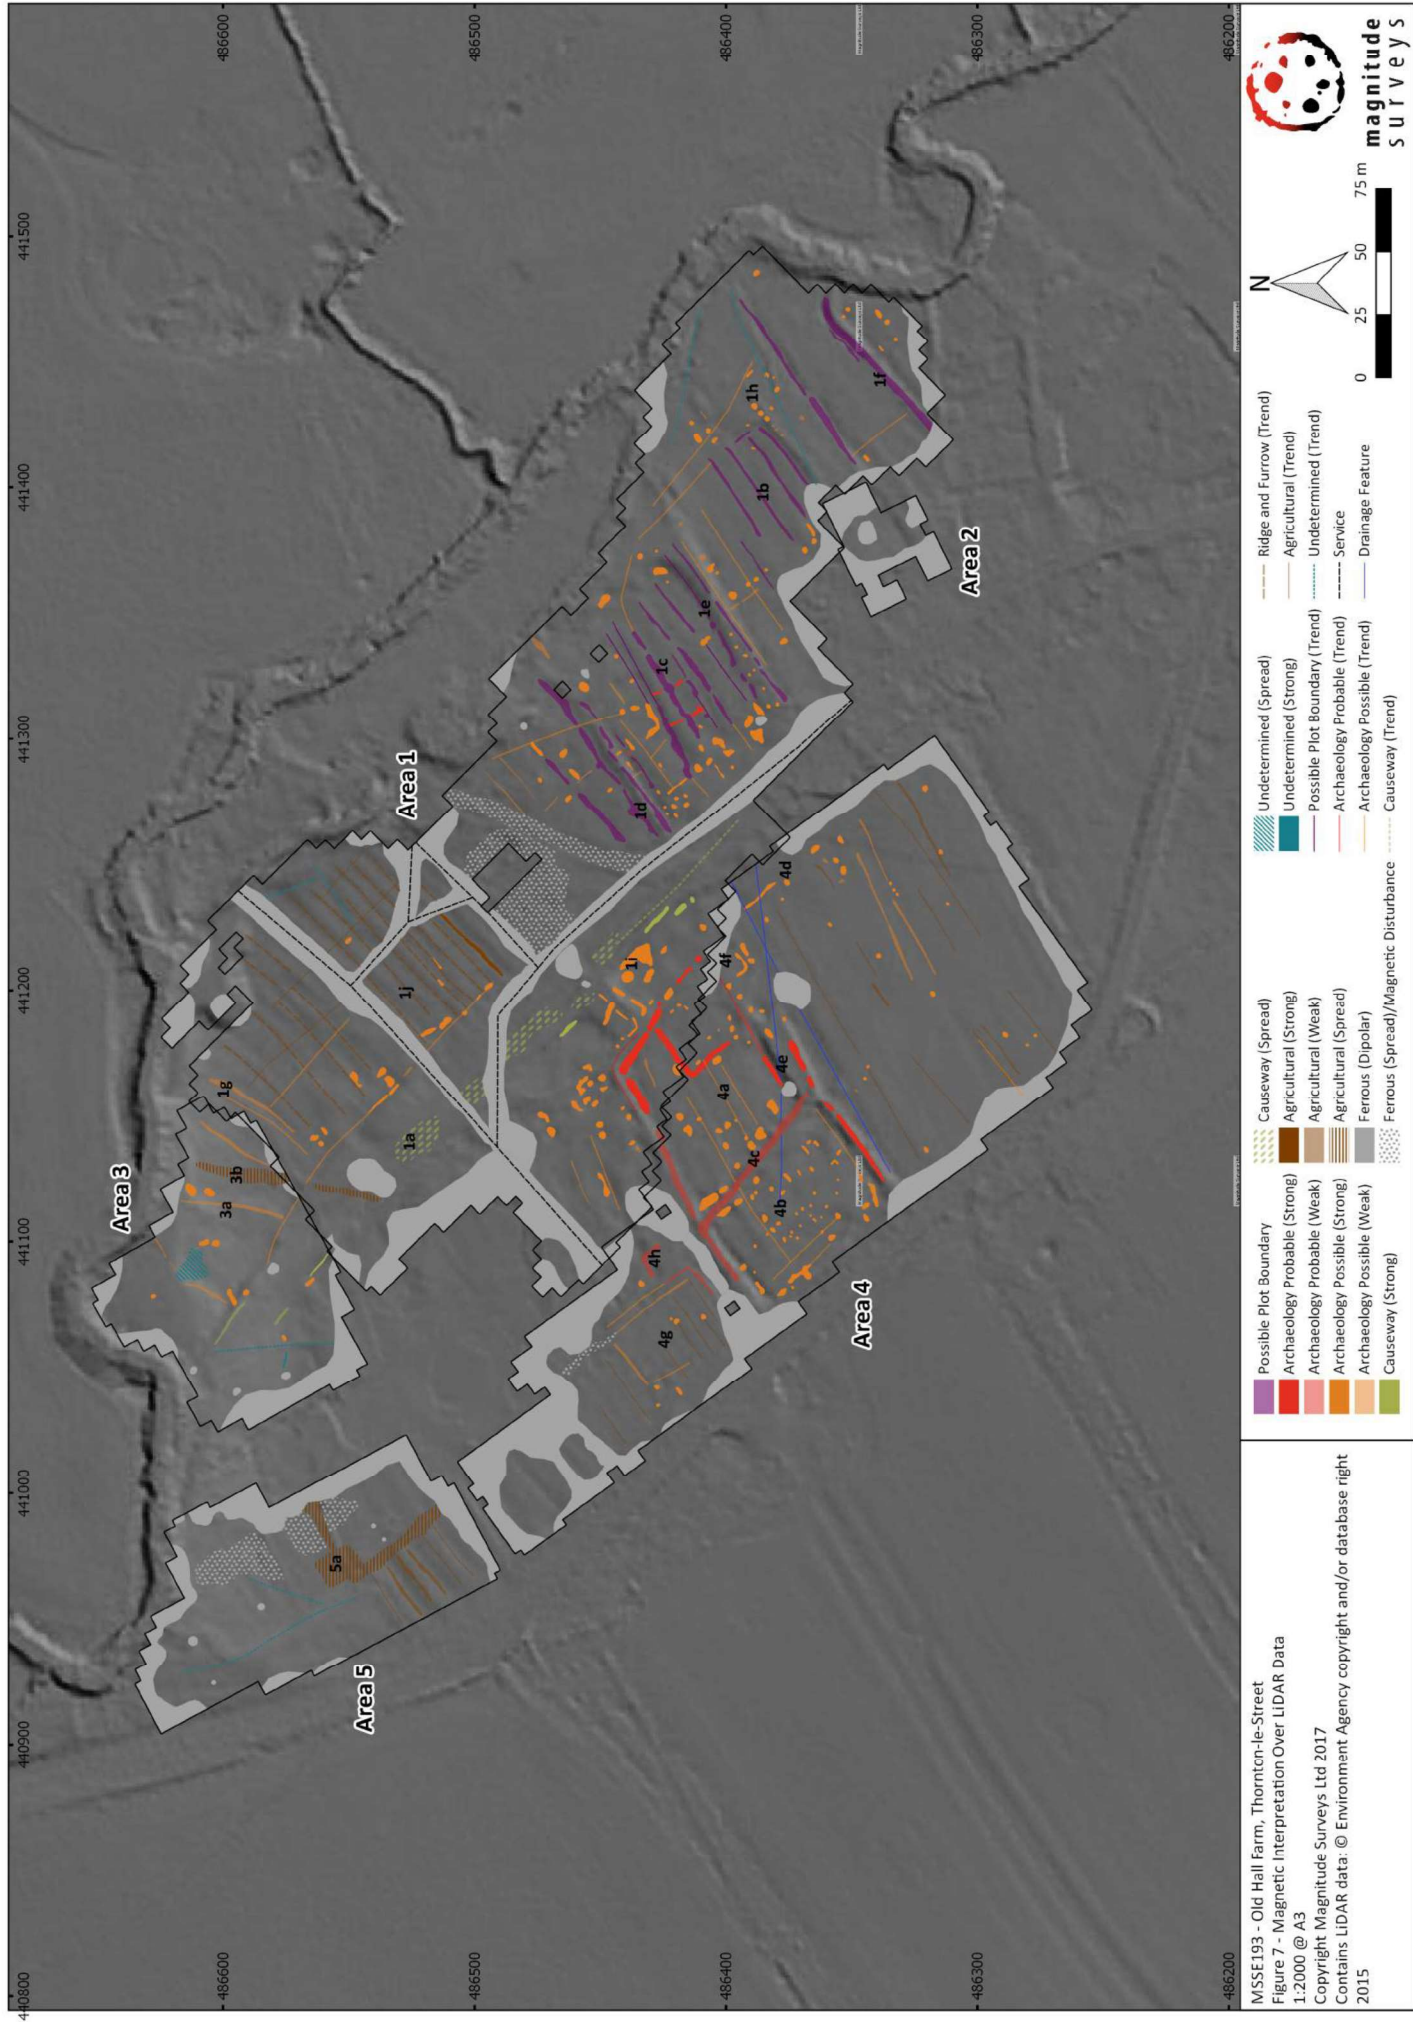 440800
440900
441000
441100
441200
441300
441400
441500
486600
486600
486500
486500
486400
486400
486300
486300
486200
486200
Area 1
Area 2
Area 3
Area 4
Area 5
1a
1b
1c
1d
1e
1f
1g
1h
1i
1j
3a
3b
4a
4b
4c
4d
4e
4f
4g
4h
5a
MSSE193 - Old Hall Farm, Thornton-le-Street
Figure 7 - Magnetic Interpretation Over LiDAR Data
1:2000 @ A3
Copyright Magnitude Surveys Ltd 2017
Contains LiDAR data: © Environment Agency copyright and/or database right
2015
Possible Plot Boundary
Archaeology Probable (Strong)
Archaeology Probable (Weak)
Archaeology Possible (Strong)
Archaeology Possible (Weak)
Causeway (Strong)
Causeway (Spread)
Agricultural (Strong)
Agricultural (Weak)
Agricultural (Spread)
Ferrous (Dipolar)
Ferrous (Spread)/Magnetic Disturbance
Undetermined (Spread)
Undetermined (Strong)
Possible Plot Boundary (Trend)
Archaeology Probable (Trend)
Archaeology Possible (Trend)
Causeway (Trend)
Ridge and Furrow (Trend)
Agricultural (Trend)
Undetermined (Trend)
Service
Drainage Feature
N
0 25 50 75 m
magnitude
surveys